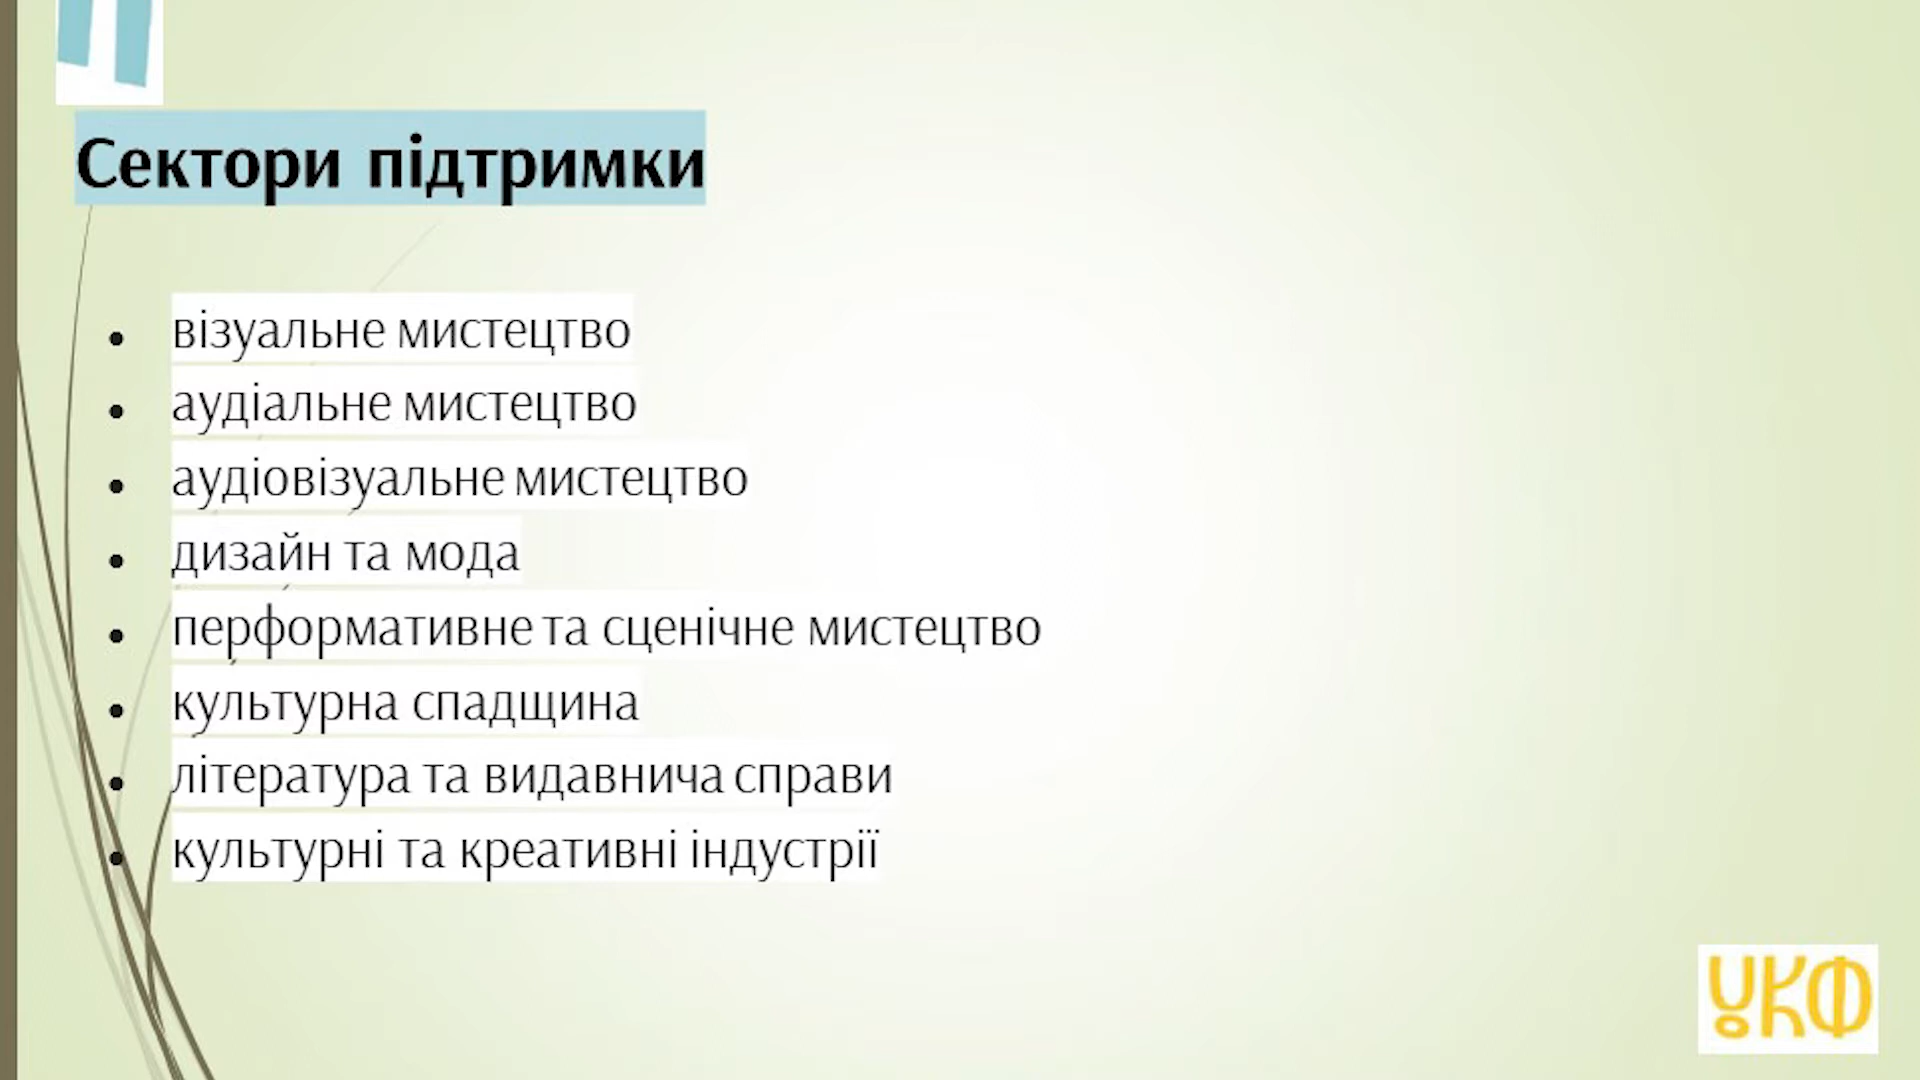 Сектори підтримки
візуальне мистецтво
аудіальне мистецтво
аудіовізуальне мистецтво
дизайн та мода
перформативне та сценічне мистецтво
культурна спадщина
література та видавнича справи
культурні та креативні індустрії
УКФ